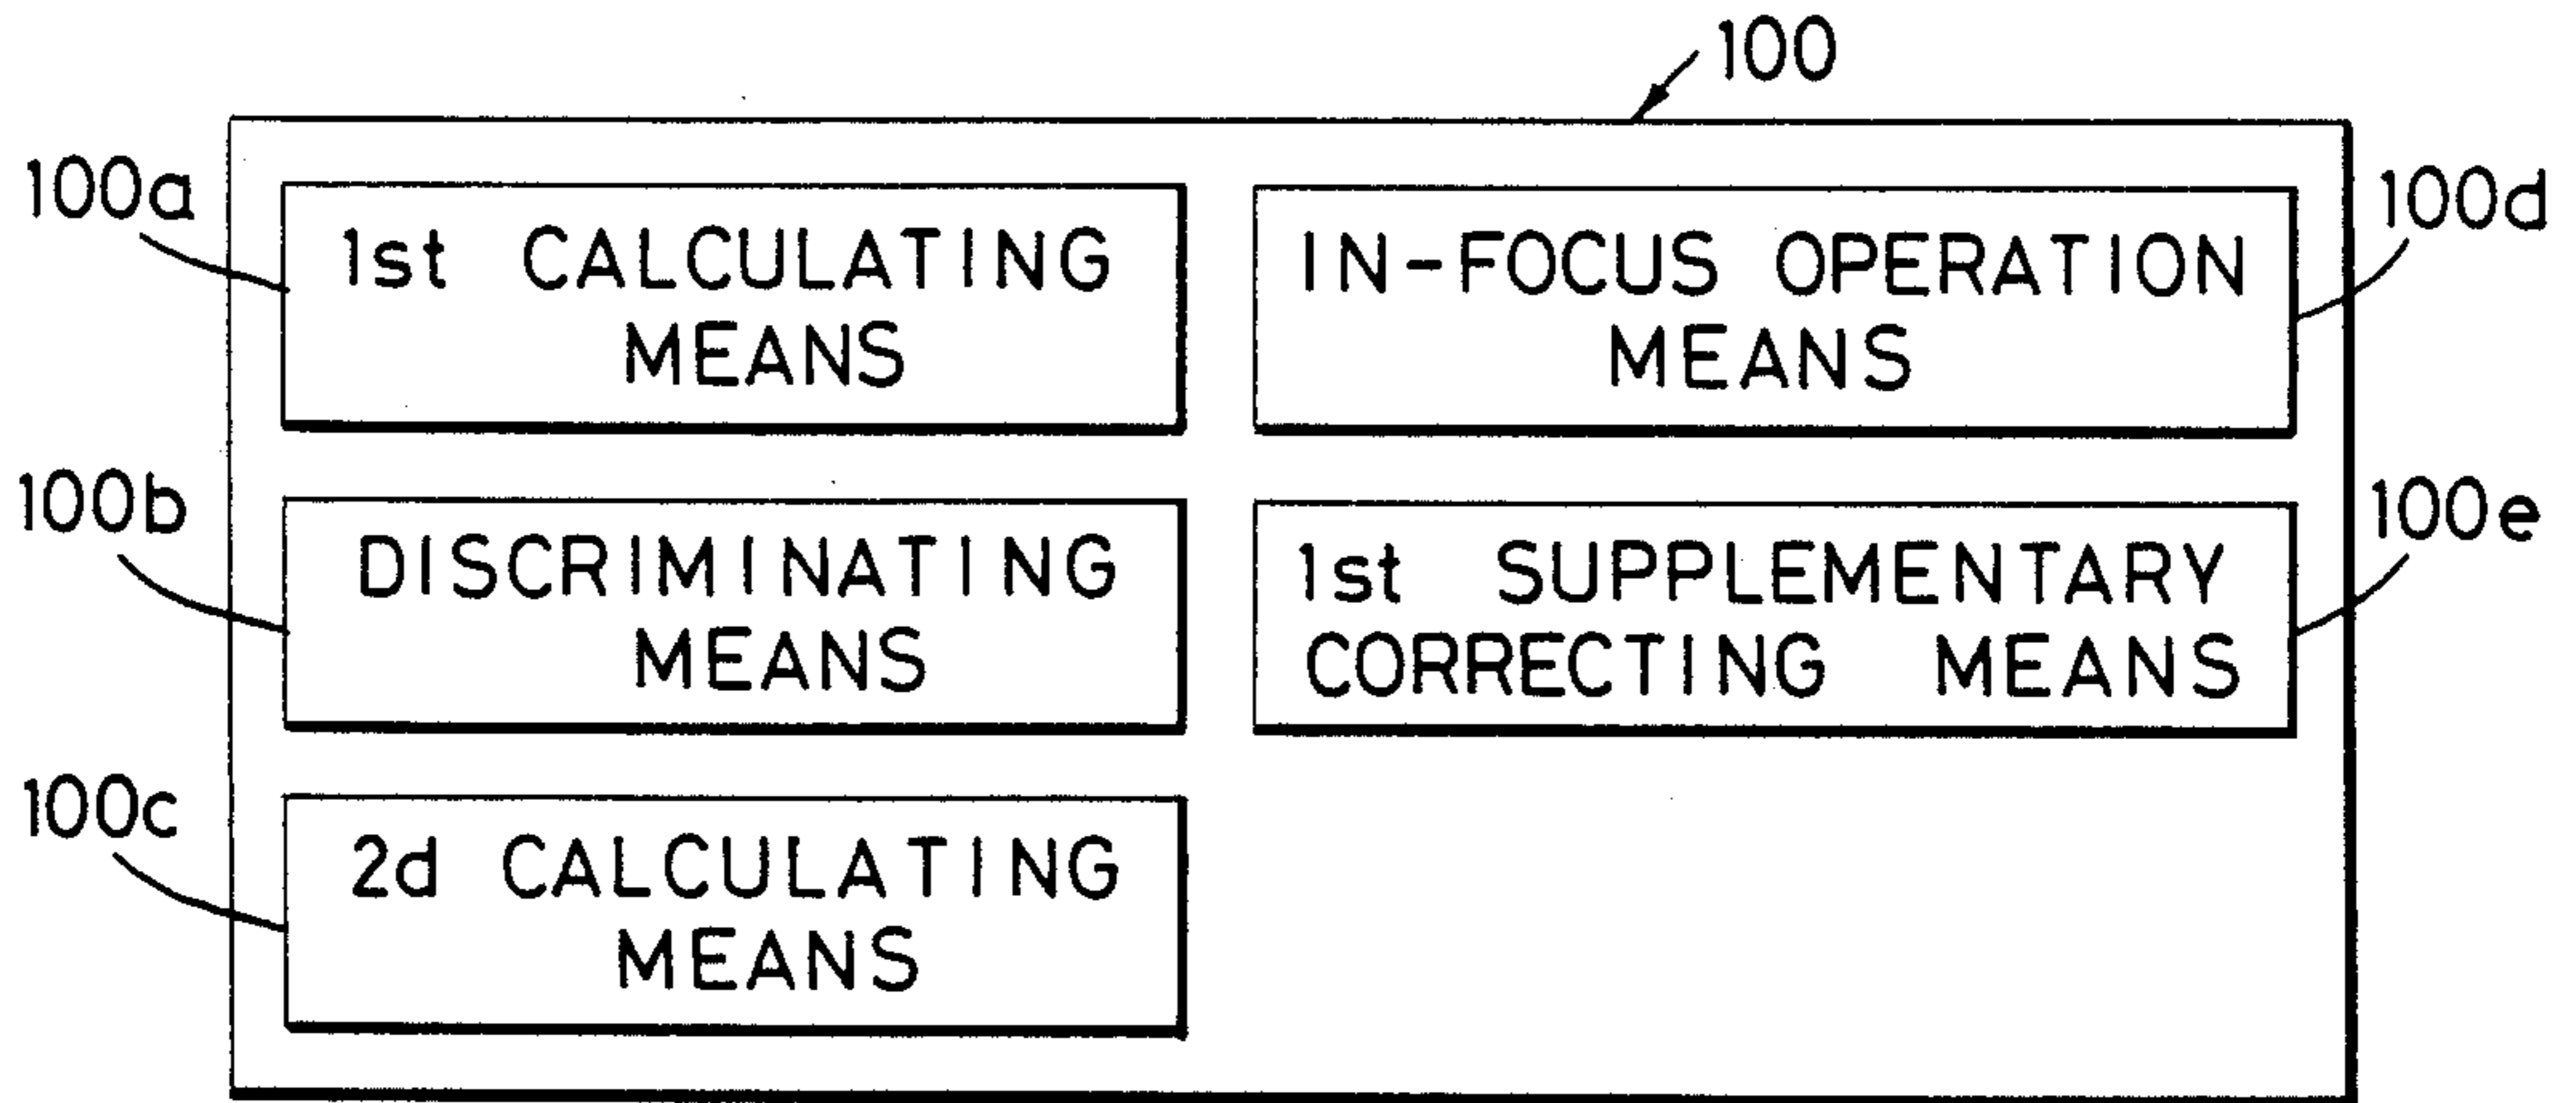 100
100a
1st CALCULATING
MEANS
100b
DISCRIMINATING
MEANS
100c
2d CALCULATING
MEANS
100d
IN-FOCUS OPERATION
MEANS
100e
1st SUPPLEMENTARY
CORRECTING MEANS